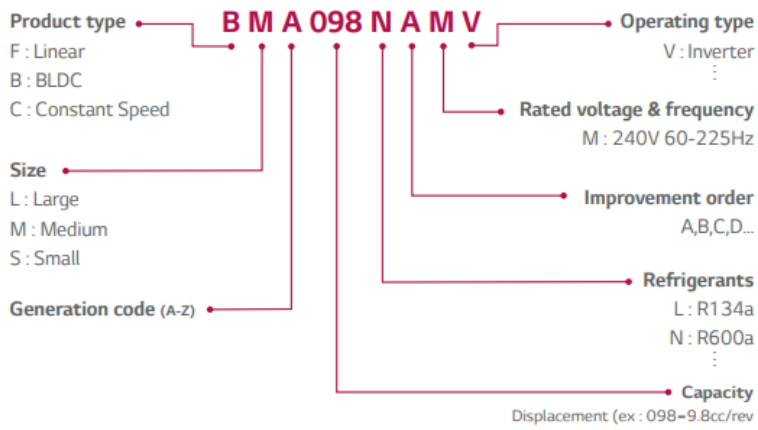 B M A 098 N A M V
Product type
F : Linear
B : BLDC
C : Constant Speed
Size
L : Large
M : Medium
S : Small
Generation code (A-Z)
Operating type
V : Inverter
⋮
Rated voltage & frequency
M : 240V 60-225Hz
Improvement order
A,B,C,D...
Refrigerants
L : R134a
N : R600a
⋮
Capacity
Displacement (ex : 098=9.8cc/rev